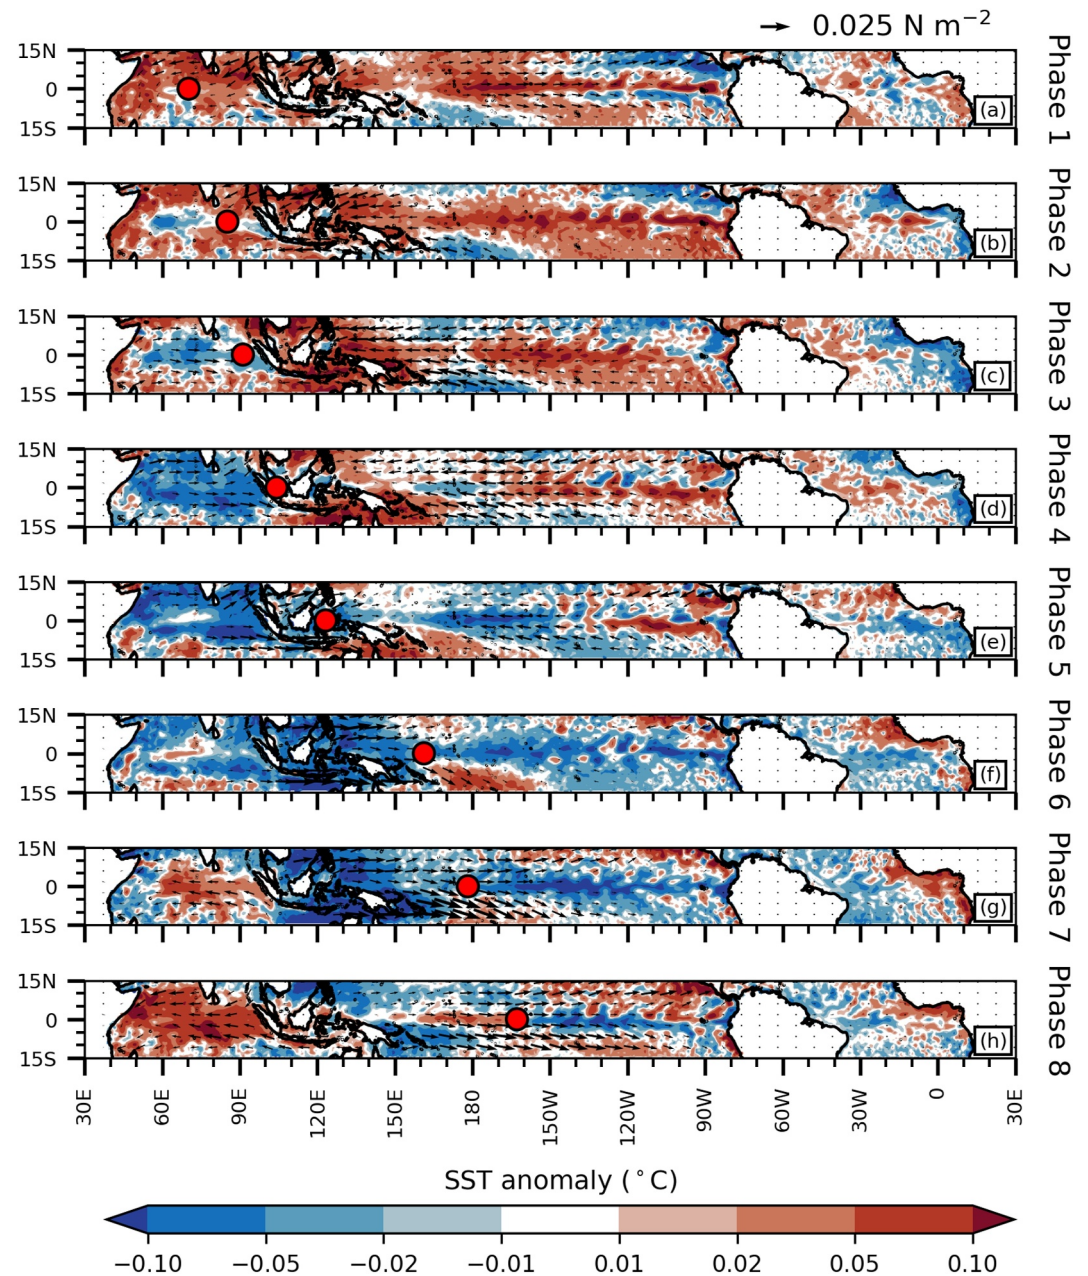 0.025 N m−2
15N
0
15S
(a)
Phase 1
15N
0
15S
(b)
Phase 2
15N
0
15S
(c)
Phase 3
15N
0
15S
(d)
Phase 4
15N
0
15S
(e)
Phase 5
15N
0
15S
(f)
Phase 6
15N
0
15S
(g)
Phase 7
15N
0
15S
(h)
Phase 8
30E 60E 90E 120E 150E 180 150W 120W 90W 60W 30W 0 30E
SST anomaly (°C)
−0.10 −0.05 −0.02 −0.01 0.01 0.02 0.05 0.10